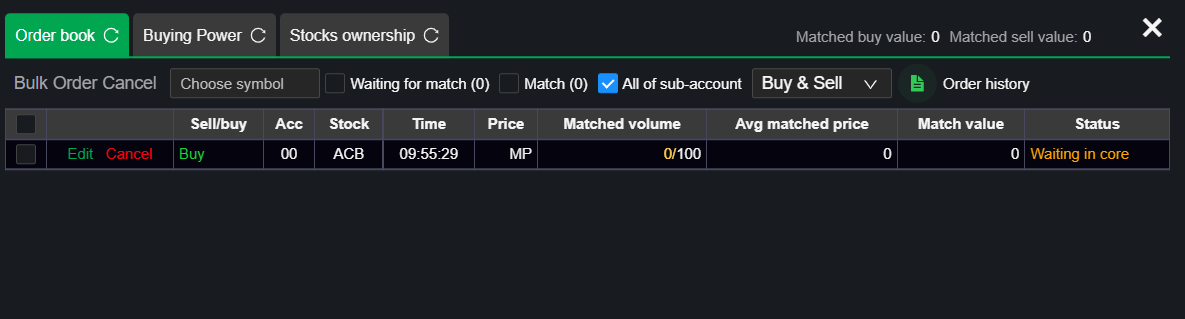 Order book Buying Power Stocks ownership Matched buy value: 0 Matched sell value: 0
Bulk Order Cancel Choose symbol Waiting for match (0) Match (0) All of sub-account Buy & Sell Order history
Sell/buy Acc Stock Time Price Matched volume Avg matched price Match value Status
Edit Cancel Buy 00 ACB 09:55:29 MP 0/100 0 0 Waiting in core